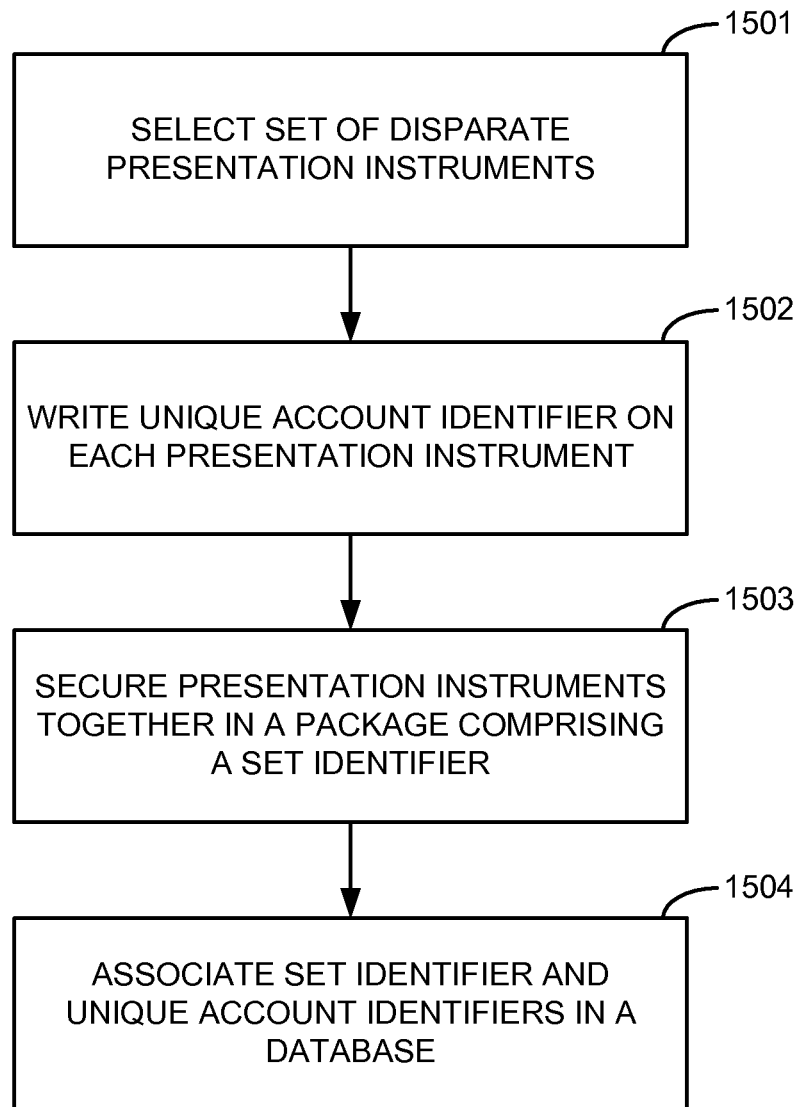 1501
SELECT SET OF DISPARATE
PRESENTATION INSTRUMENTS
1502
WRITE UNIQUE ACCOUNT IDENTIFIER ON
EACH PRESENTATION INSTRUMENT
1503
SECURE PRESENTATION INSTRUMENTS
TOGETHER IN A PACKAGE COMPRISING
A SET IDENTIFIER
1504
ASSOCIATE SET IDENTIFIER AND
UNIQUE ACCOUNT IDENTIFIERS IN A
DATABASE